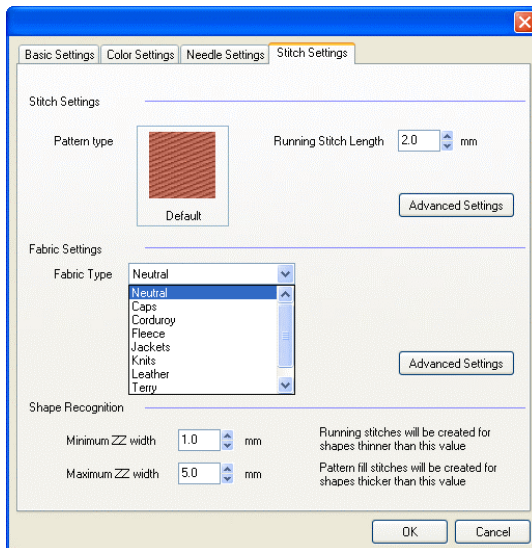 Basic Settings Color Settings Needle Settings Stitch Settings
Stitch Settings
Pattern type
Default
Running Stitch Length 2.0 mm
Advanced Settings
Fabric Settings
Fabric Type Neutral
Neutral
Caps
Corduroy
Fleece
Jackets
Knits
Leather
Terry
Advanced Settings
Shape Recognition
Minimum ZZ width 1.0 mm
Running stitches will be created for
shapes thinner than this value
Maximum ZZ width 5.0 mm
Pattern fill stitches will be created for
shapes thicker than this value
OK Cancel